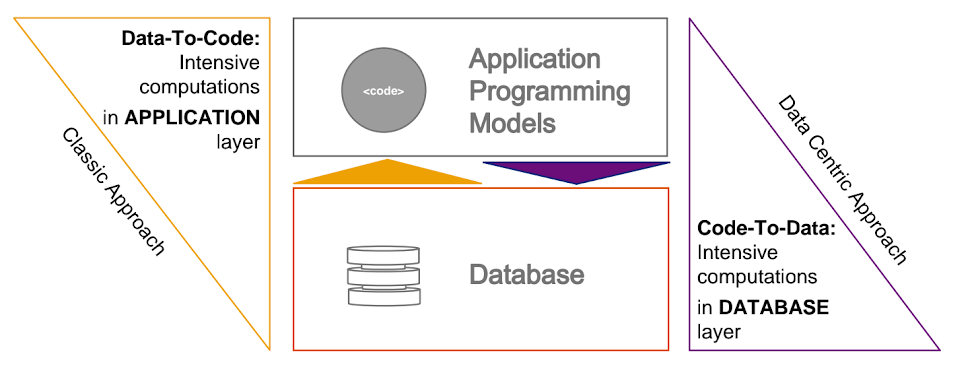 Data-To-Code:
Intensive
computations
in APPLICATION
layer
Classic Approach
<code>
Application
Programming
Models
Database
Data Centric Approach
Code-To-Data:
Intensive
computations
in DATABASE
layer